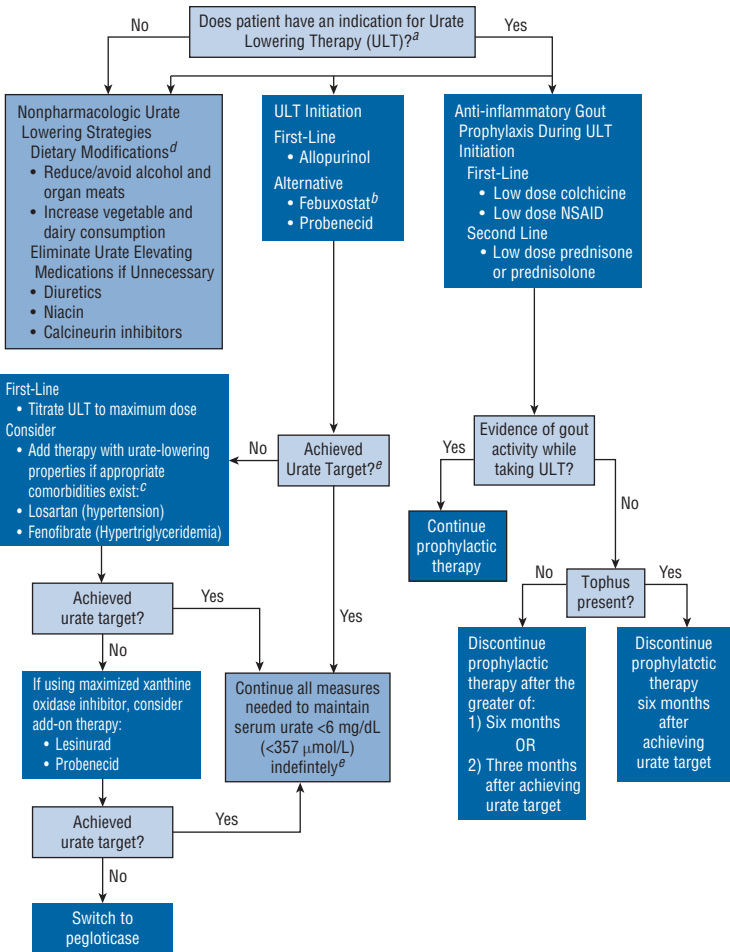 Does patient have an indication for Urate
Lowering Therapy (ULT)?a
No
Yes
Nonpharmacologic Urate
Lowering Strategies
Dietary Modificationsd
• Reduce/avoid alcohol and
organ meats
• Increase vegetable and
dairy consumption
Eliminate Urate Elevating
Medications if Unnecessary
• Diuretics
• Niacin
• Calcineurin inhibitors
ULT Initiation
First-Line
• Allopurinol
Alternative
• Febuxostatb
• Probenecid
Anti-inflammatory Gout
Prophylaxis During ULT
Initiation
First-Line
• Low dose colchicine
• Low dose NSAID
Second Line
• Low dose prednisone
or prednisolone
First-Line
• Titrate ULT to maximum dose
Consider
• Add therapy with urate-lowering
properties if appropriate
comorbidities exist:c
• Losartan (hypertension)
• Fenofibrate (Hypertriglyceridemia)
No
Achieved
Urate Target?e
Yes
Evidence of gout
activity while
taking ULT?
Yes
No
Continue
prophylactic
therapy
No
Tophus
present?
Yes
Achieved
urate target?
Yes
No
If using maximized xanthine
oxidase inhibitor, consider
add-on therapy:
• Lesinurad
• Probenecid
Continue all measures
needed to maintain
serum urate <6 mg/dL
(<357 μmol/L)
indefintelye
Discontinue
prophylactic
therapy after the
greater of:
1) Six months
OR
2) Three months
after achieving
urate target
Discontinue
prophylatctic
therapy
six months
after
achieving
urate target
Achieved
urate target?
Yes
No
Switch to
pegloticase